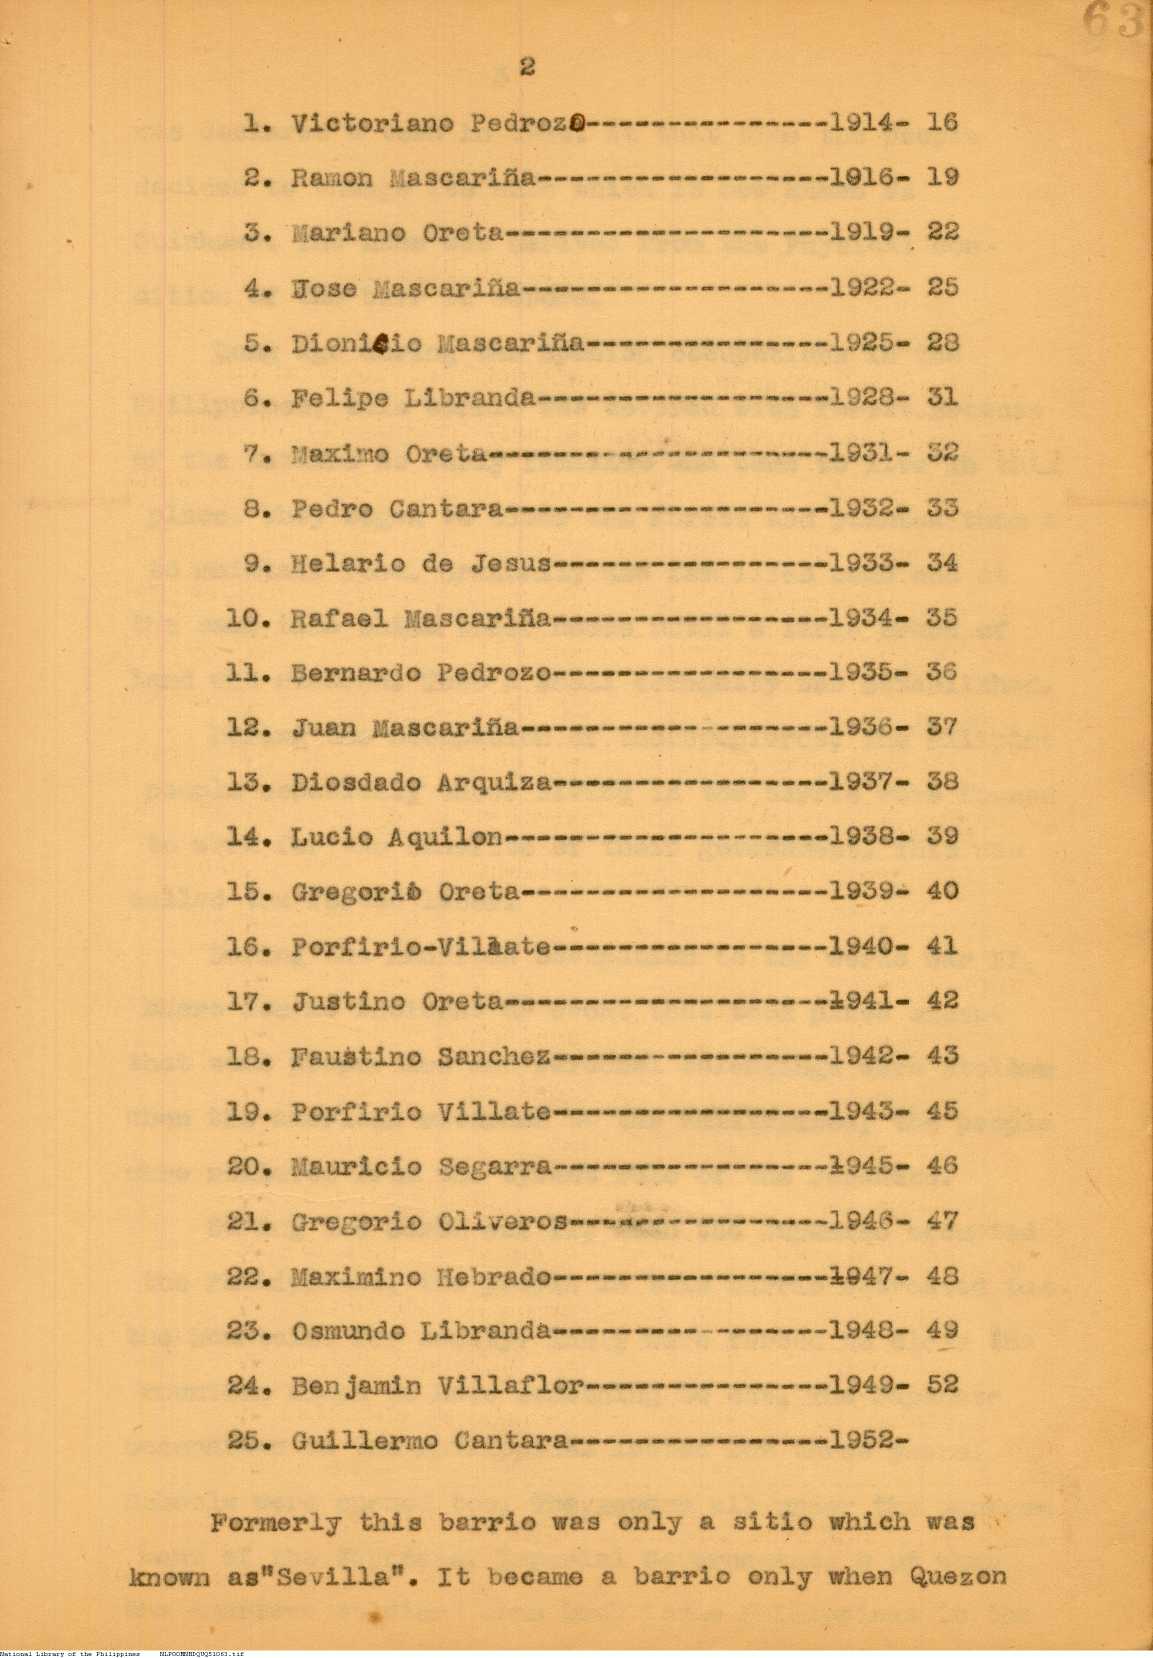 63
2
1. Victoriano Pedrozo---------------1914- 16
2. Ramon Mascariña------------------1916- 19
3. Mariano Oreta--------------------1919- 22
4. Jose Mascariña-------------------1922- 25
5. Dionicio Mascariña---------------1925- 28
6. Felipe Libranda------------------1928- 31
7. Maximo Oreta---------------------1931- 32
8. Pedro Cantara--------------------1932- 33
9. Helario de Jesus-----------------1933- 34
10. Rafael Mascariña-----------------1934- 35
11. Bernardo Pedrozo-----------------1935- 36
12. Juan Mascariña-------------------1936- 37
13. Diosdado Arquiza-----------------1937- 38
14. Lucio Aquilon--------------------1938- 39
15. Gregorio Oreta-------------------1939- 40
16. Porfirio-Villate-----------------1940- 41
17. Justino Oreta--------------------1941- 42
18. Faustino Sanchez-----------------1942- 43
19. Porfirio Villate-----------------1943- 45
20. Mauricio Segarra-----------------1945- 46
21. Gregorio Oliveros----------------1946- 47
22. Maximino Hebrado-----------------1947- 48
23. Osmundo Libranda-----------------1948- 49
24. Benjamin Villaflor---------------1949- 52
25. Guillermo Cantara----------------1952-
Formerly this barrio was only a sitio which was
known as"Sevilla". It became a barrio only when Quezon
National Library of the Philippines